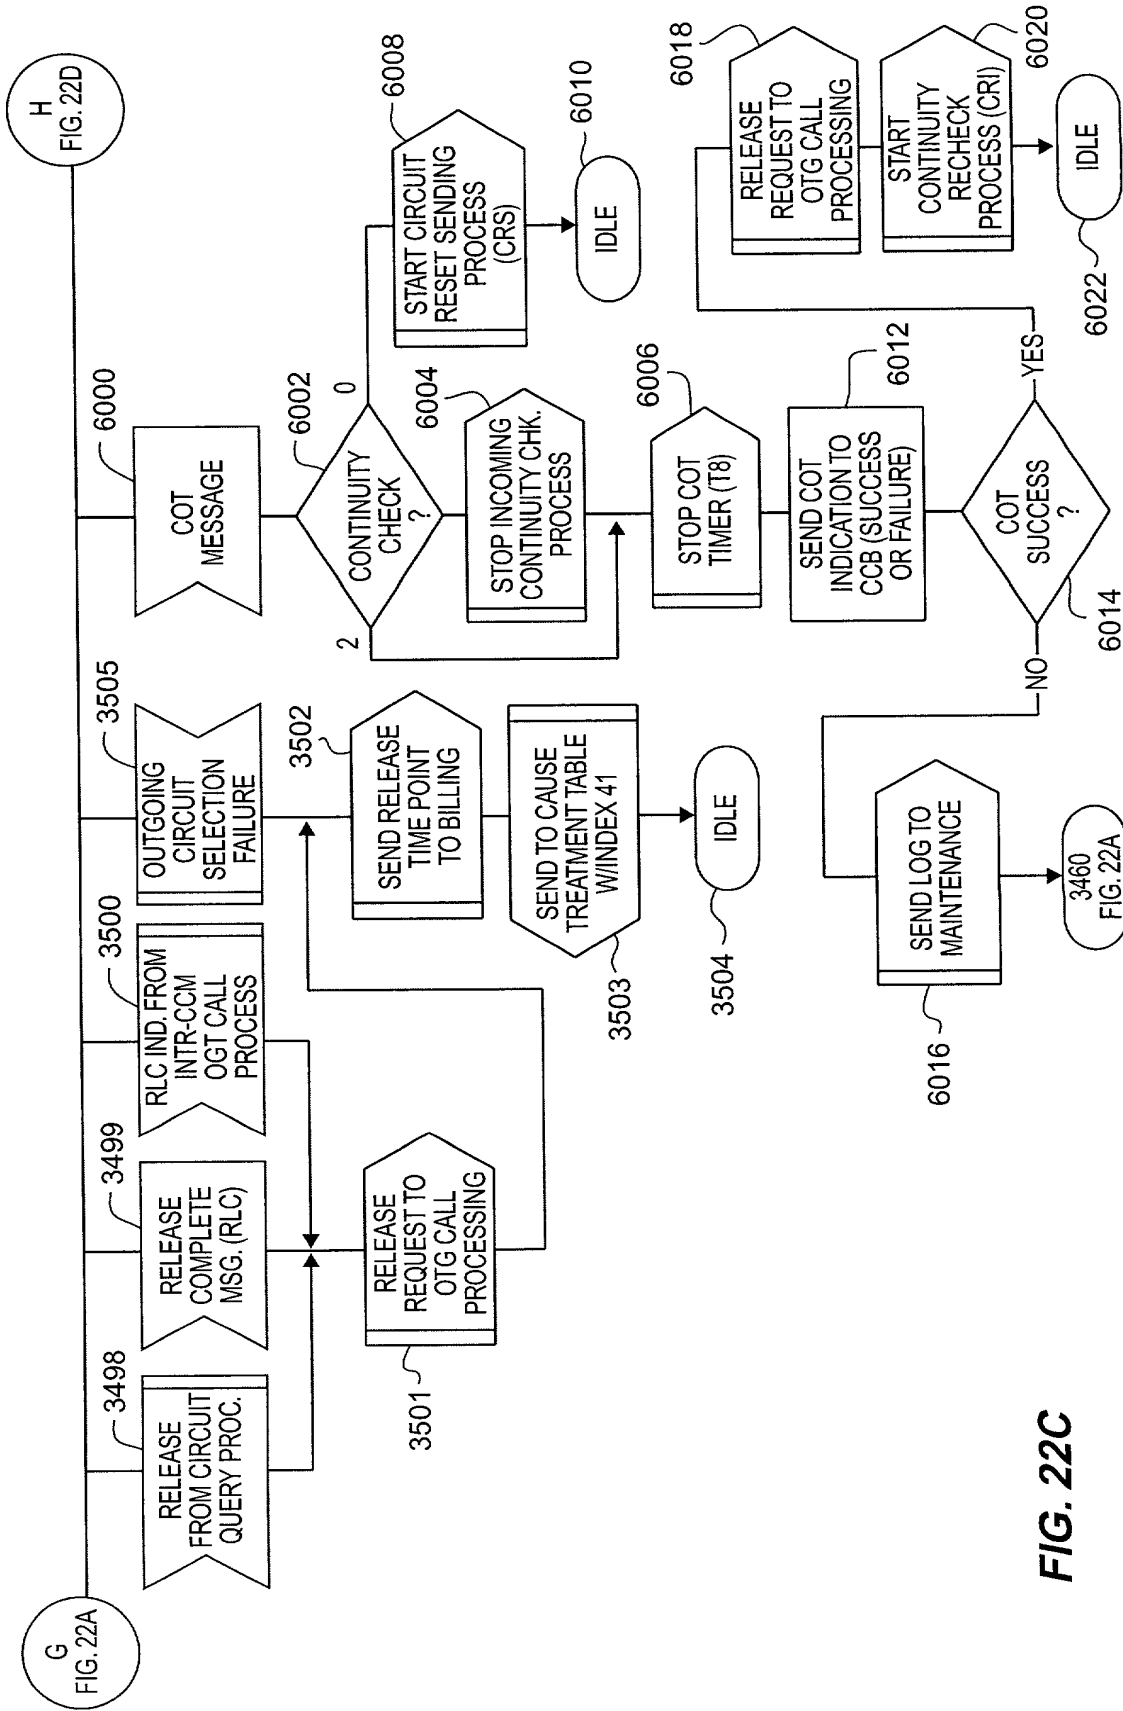 G
FIG. 22A
H
FIG. 22D
3498
RELEASE
FROM CIRCUIT
QUERY PROC.
3499
RELEASE
COMPLETE
MSG. (RLC)
3500
RLC IND. FROM
INTR-CCM
OGT CALL
PROCESS
3505
OUTGOING
CIRCUIT
SELECTION
FAILURE
6000
COT
MESSAGE
3501
RELEASE
REQUEST TO
OTG CALL
PROCESSING
3502
SEND RELEASE
TIME POINT
TO BILLING
3503
SEND TO CAUSE
TREATMENT TABLE
W/INDEX 41
3504
IDLE
6002
CONTINUITY
CHECK
?
0
2
6008
START CIRCUIT
RESET SENDING
PROCESS
(CRS)
6010
IDLE
6004
STOP INCOMING
CONTINUITY CHK.
PROCESS
6006
STOP COT
TIMER (T8)
6012
SEND COT
INDICATION TO
CCB (SUCCESS
OR FAILURE)
6014
COT
SUCCESS
?
NO
YES
6016
SEND LOG TO
MAINTENANCE
3460
FIG. 22A
6018
RELEASE
REQUEST TO
OTG CALL
PROCESSING
6020
START
CONTINUITY
RECHECK
PROCESS (CRI)
6022
IDLE
FIG. 22C